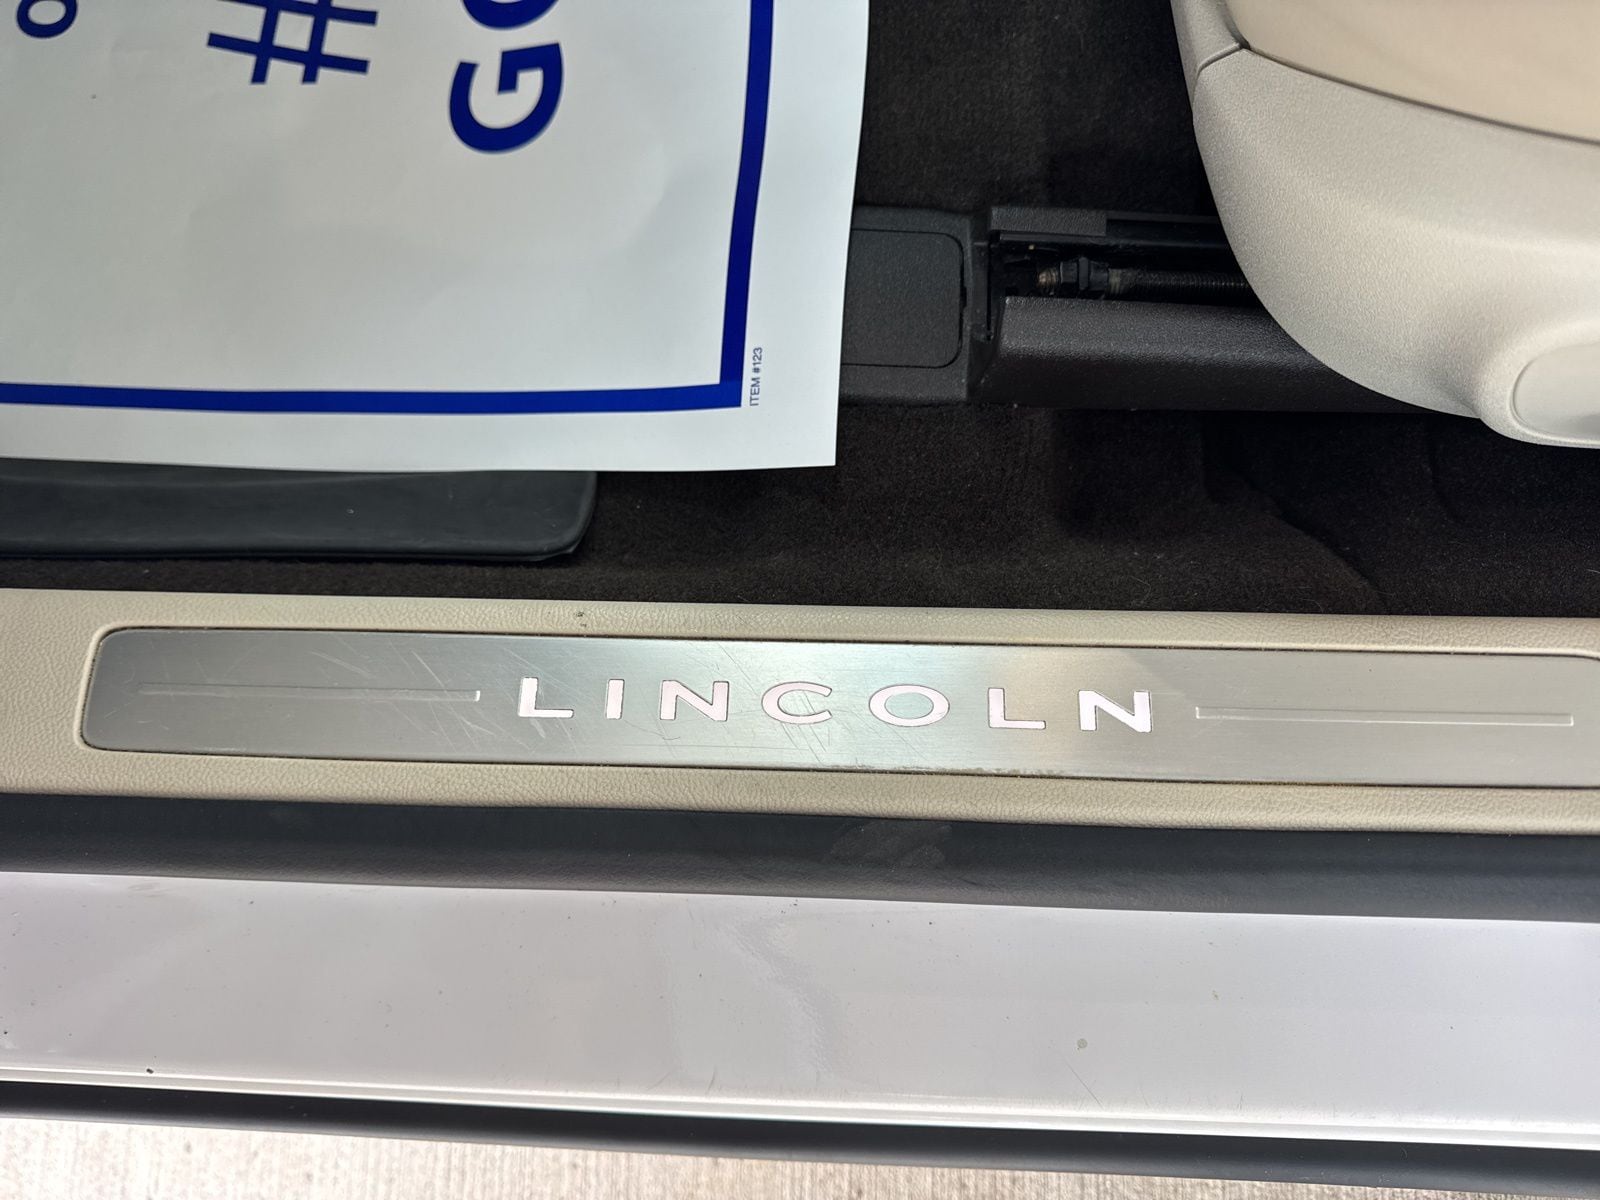 #
GO
ITEM #123
LINCOLN